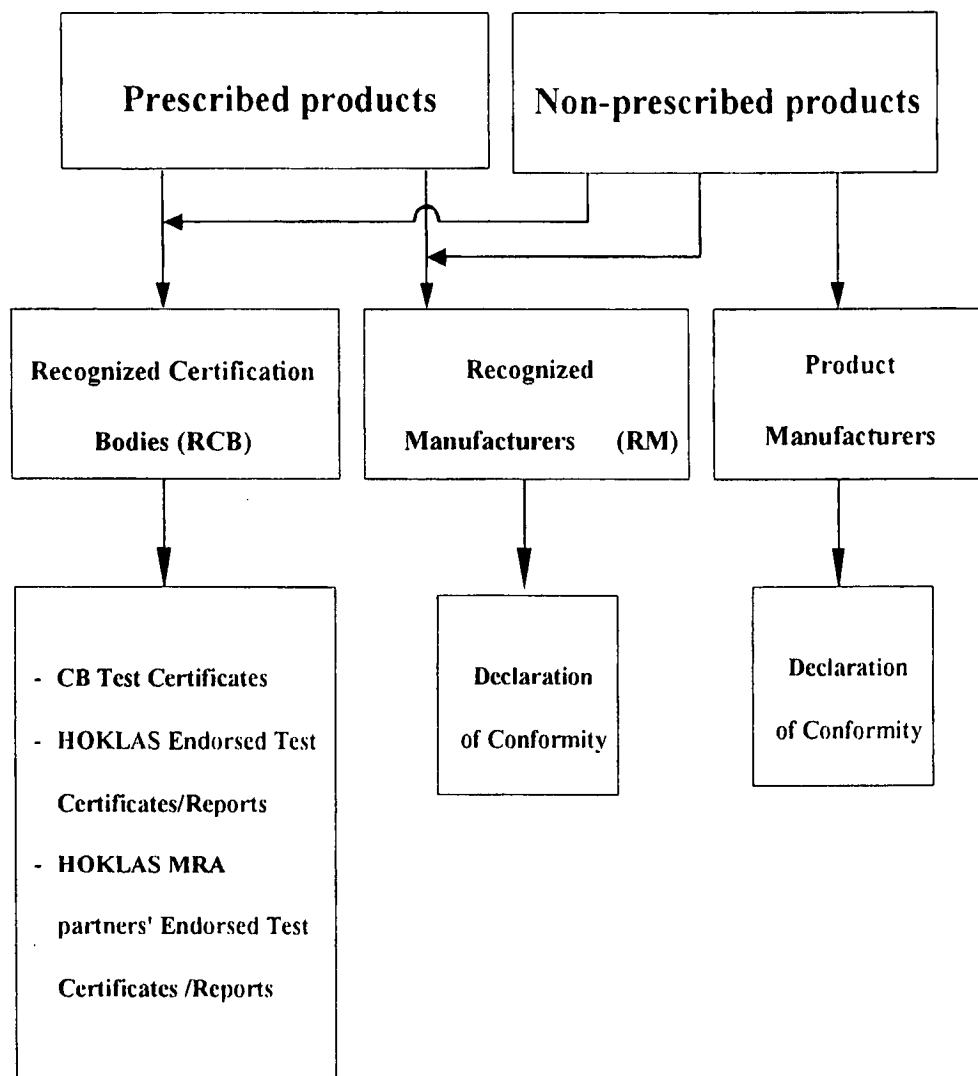 Prescribed products
Non-prescribed products
Recognized Certification
Bodies (RCB)
Recognized
Manufacturers (RM)
Product
Manufacturers
- CB Test Certificates
- HOKLAS Endorsed Test
Certificates/Reports
- HOKLAS MRA
partners' Endorsed Test
Certificates /Reports
Declaration
of Conformity
Declaration
of Conformity